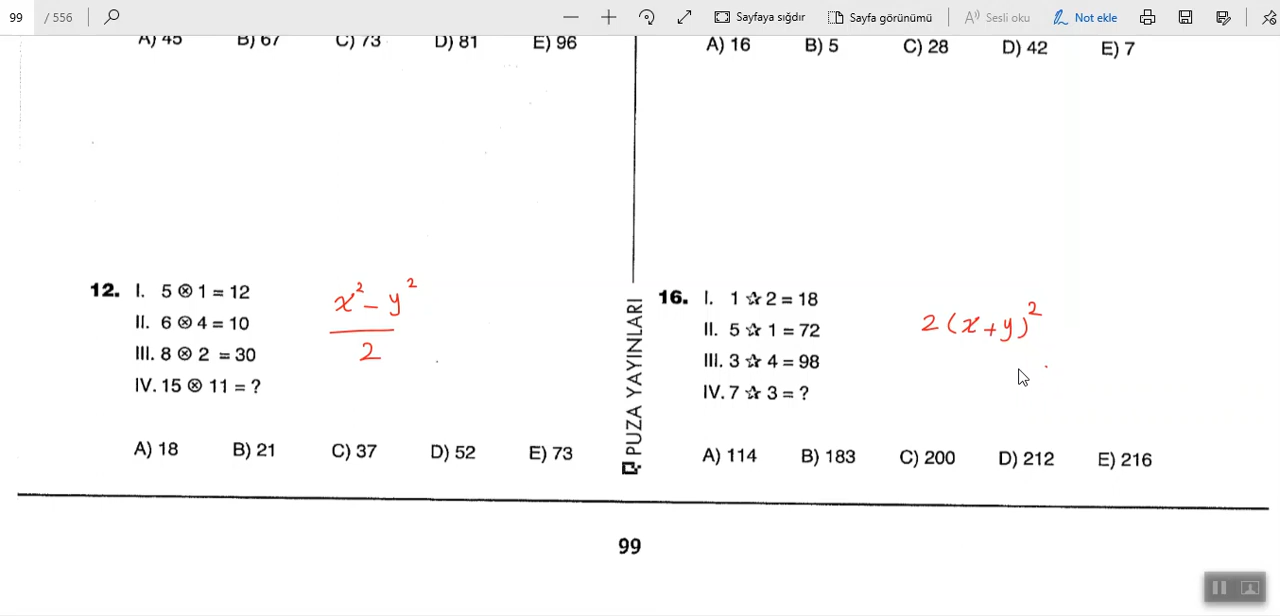 99 / 556 Sayfaya sığdır Sayfa görünümü Sesli oku Not ekle
A) 45 B) 67 C) 73 D) 81 E) 96
12. I. 5 ⊗ 1 = 12
II. 6 ⊗ 4 = 10
III. 8 ⊗ 2 = 30
IV. 15 ⊗ 11 = ?
x² - y²
2
A) 18 B) 21 C) 37 D) 52 E) 73
PUZA YAYINLARI
A) 16 B) 5 C) 28 D) 42 E) 7
16. I. 1 ☆ 2 = 18
II. 5 ☆ 1 = 72
III. 3 ☆ 4 = 98
IV. 7 ☆ 3 = ?
2(x+y)²
A) 114 B) 183 C) 200 D) 212 E) 216
99